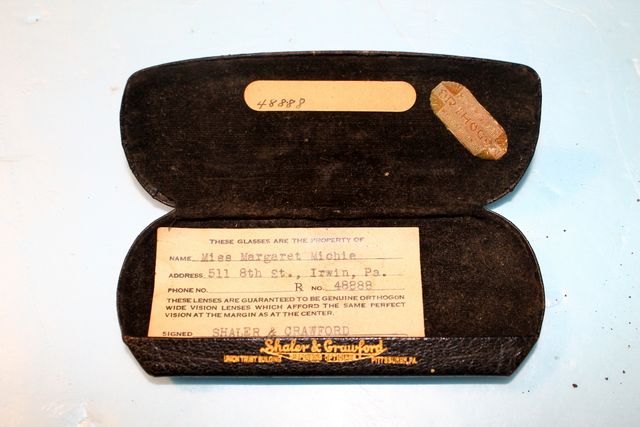 48888
ORTHOGON
THESE GLASSES ARE THE PROPERTY OF
NAME Miss Margaret Michie
ADDRESS 511 8th St., Irwin, Pa.
PHONE NO. R NO. 48888
THESE LENSES ARE GUARANTEED TO BE GENUINE ORTHOGON
WIDE VISION LENSES WHICH AFFORD THE SAME PERFECT
VISION AT THE MARGIN AS AT THE CENTER.
SIGNED SHALER & CRAWFORD
Shaler & Crawford
UNION TRUST BUILDING PITTSBURGH, PA.